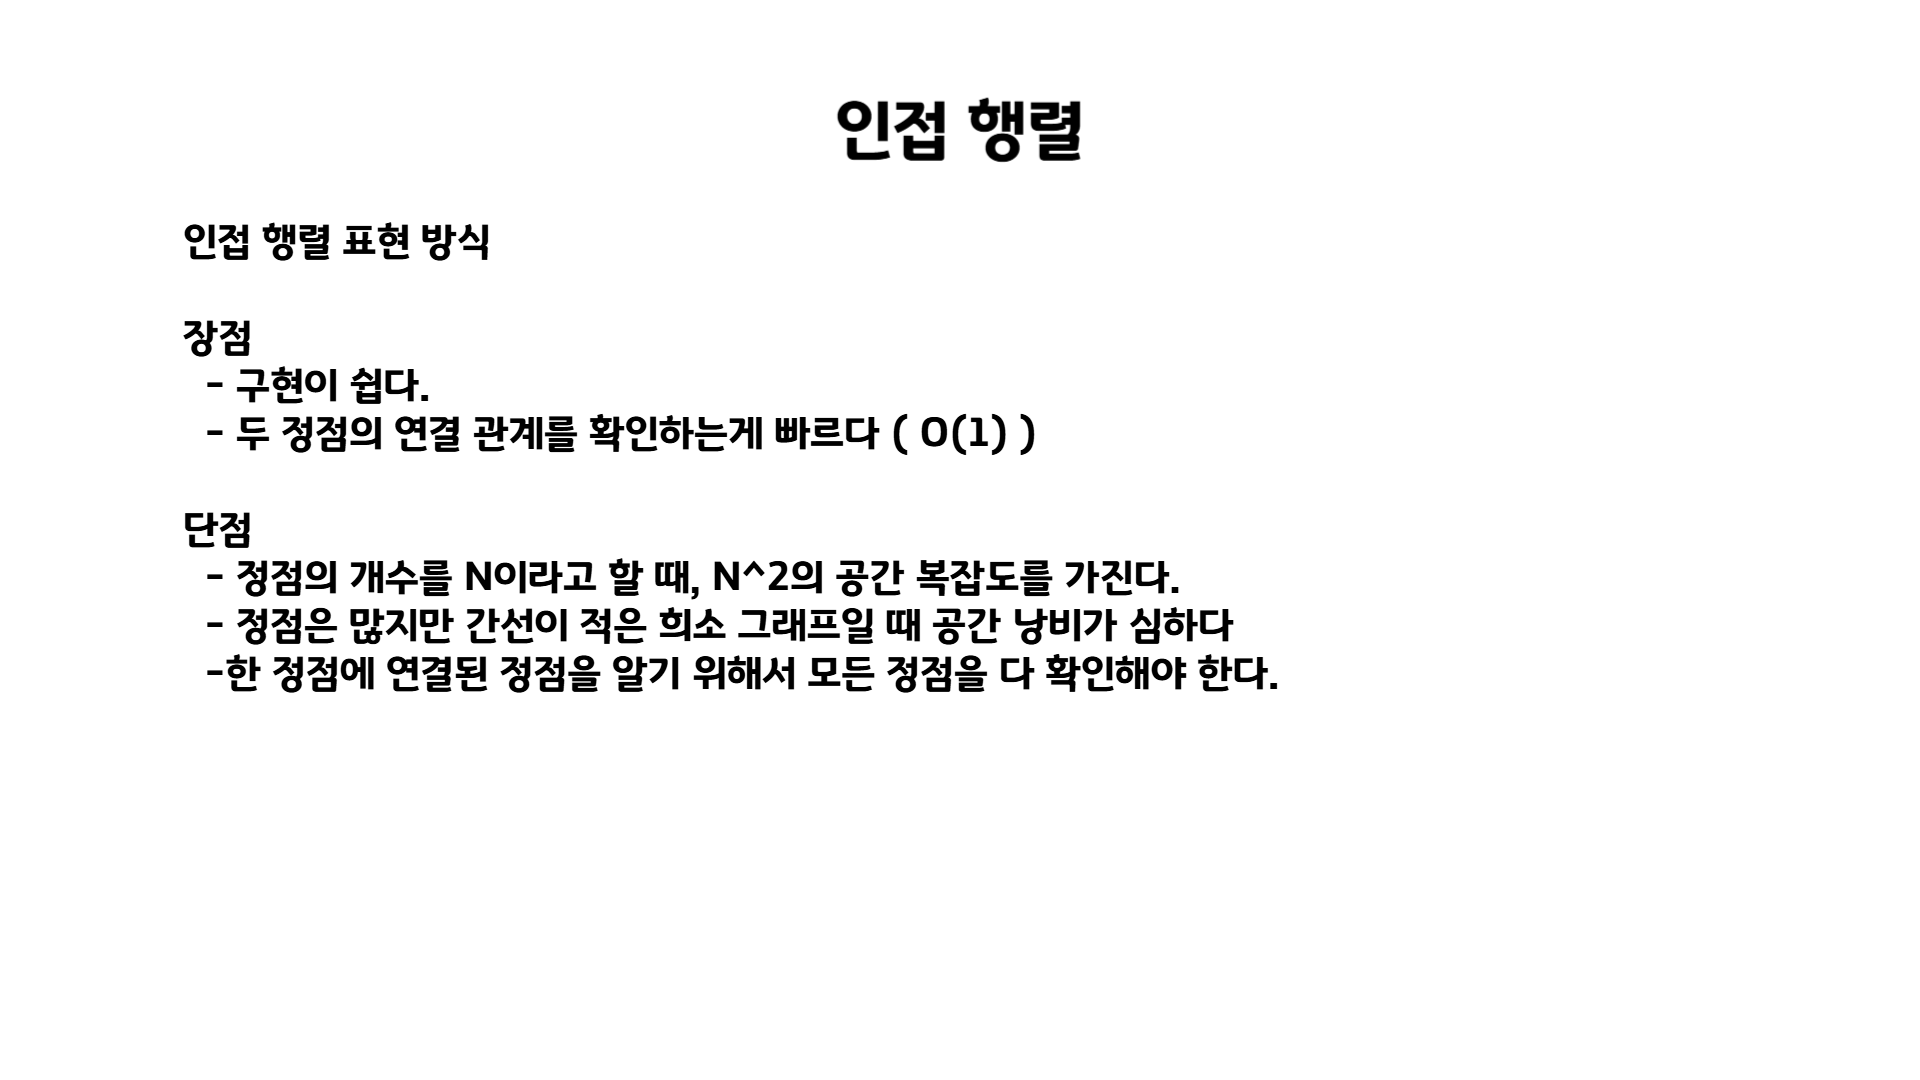 인접 행렬
인접 행렬 표현 방식
장점
- 구현이 쉽다.
- 두 정점의 연결 관계를 확인하는게 빠르다 ( O(1) )
단점
- 정점의 개수를 N이라고 할 때, N^2의 공간 복잡도를 가진다.
- 정점은 많지만 간선이 적은 희소 그래프일 때 공간 낭비가 심하다
-한 정점에 연결된 정점을 알기 위해서 모든 정점을 다 확인해야 한다.